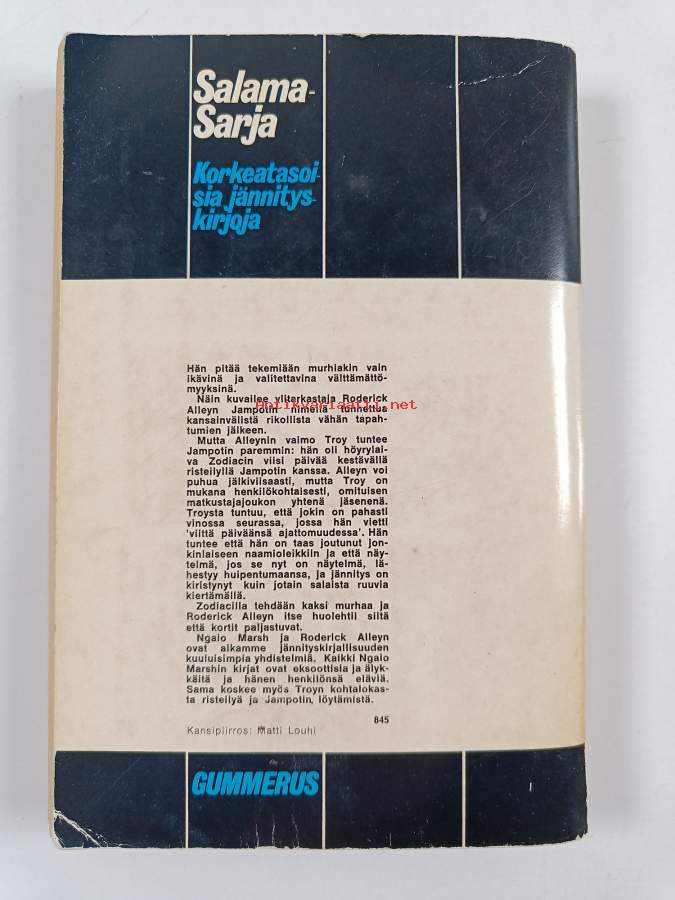 Salama-
Sarja
Korkeatasoi-
sia jännitys-
kirjoja
Hän pitää tekemiään murhiakin vain
ikävinä ja valitettavina välttämättö-
myyksinä.
Näin kuvailee ylitarkastaja Roderick
Alleyn Jampotin nimellä tunnettua
Antikvariaatti.net
kansainvälistä rikollista vähän tapah-
tumien jälkeen.
Mutta Alleynin vaimo Troy tuntee
Jampotin paremmin: hän oli höyrylai-
va Zodiacin viisi päivää kestävällä
risteilyllä Jampotin kanssa. Alleyn voi
puhua jälkiviisaasti, mutta Troy on
mukana henkilökohtaisesti, omituisen
matkustajajoukon yhtenä jäsenenä.
Troysta tuntuu, että jokin on pahasti
vinossa seurassa, jossa hän vietti
'viittä päiväänsä ajattomuudessa'. Hän
tuntee että hän on taas joutunut jon-
kinlaiseen naamioleikkiin ja että näy-
telmä, jos se nyt on näytelmä, lä-
hestyy huipentumaansa, ja jännitys on
kiristynyt kuin jotain salaista ruuvia
kiertämällä.
Zodiacilla tehdään kaksi murhaa ja
Roderick Alleyn itse huolehtii siitä
että kortit paljastuvat.
Ngaio Marsh ja Roderick Alleyn
ovat aikamme jännityskirjallisuuden
kuuluisimpia yhdistelmiä. Kaikki Ngaio
Marshin kirjat ovat eksoottisia ja älyk-
käitä ja hänen henkilönsä eläviä.
Sama koskee myös Troyn kohtalokas-
ta risteilyä ja Jampotin, löytämistä.
845
Kansipiirros: Matti Louhi
GUMMERUS